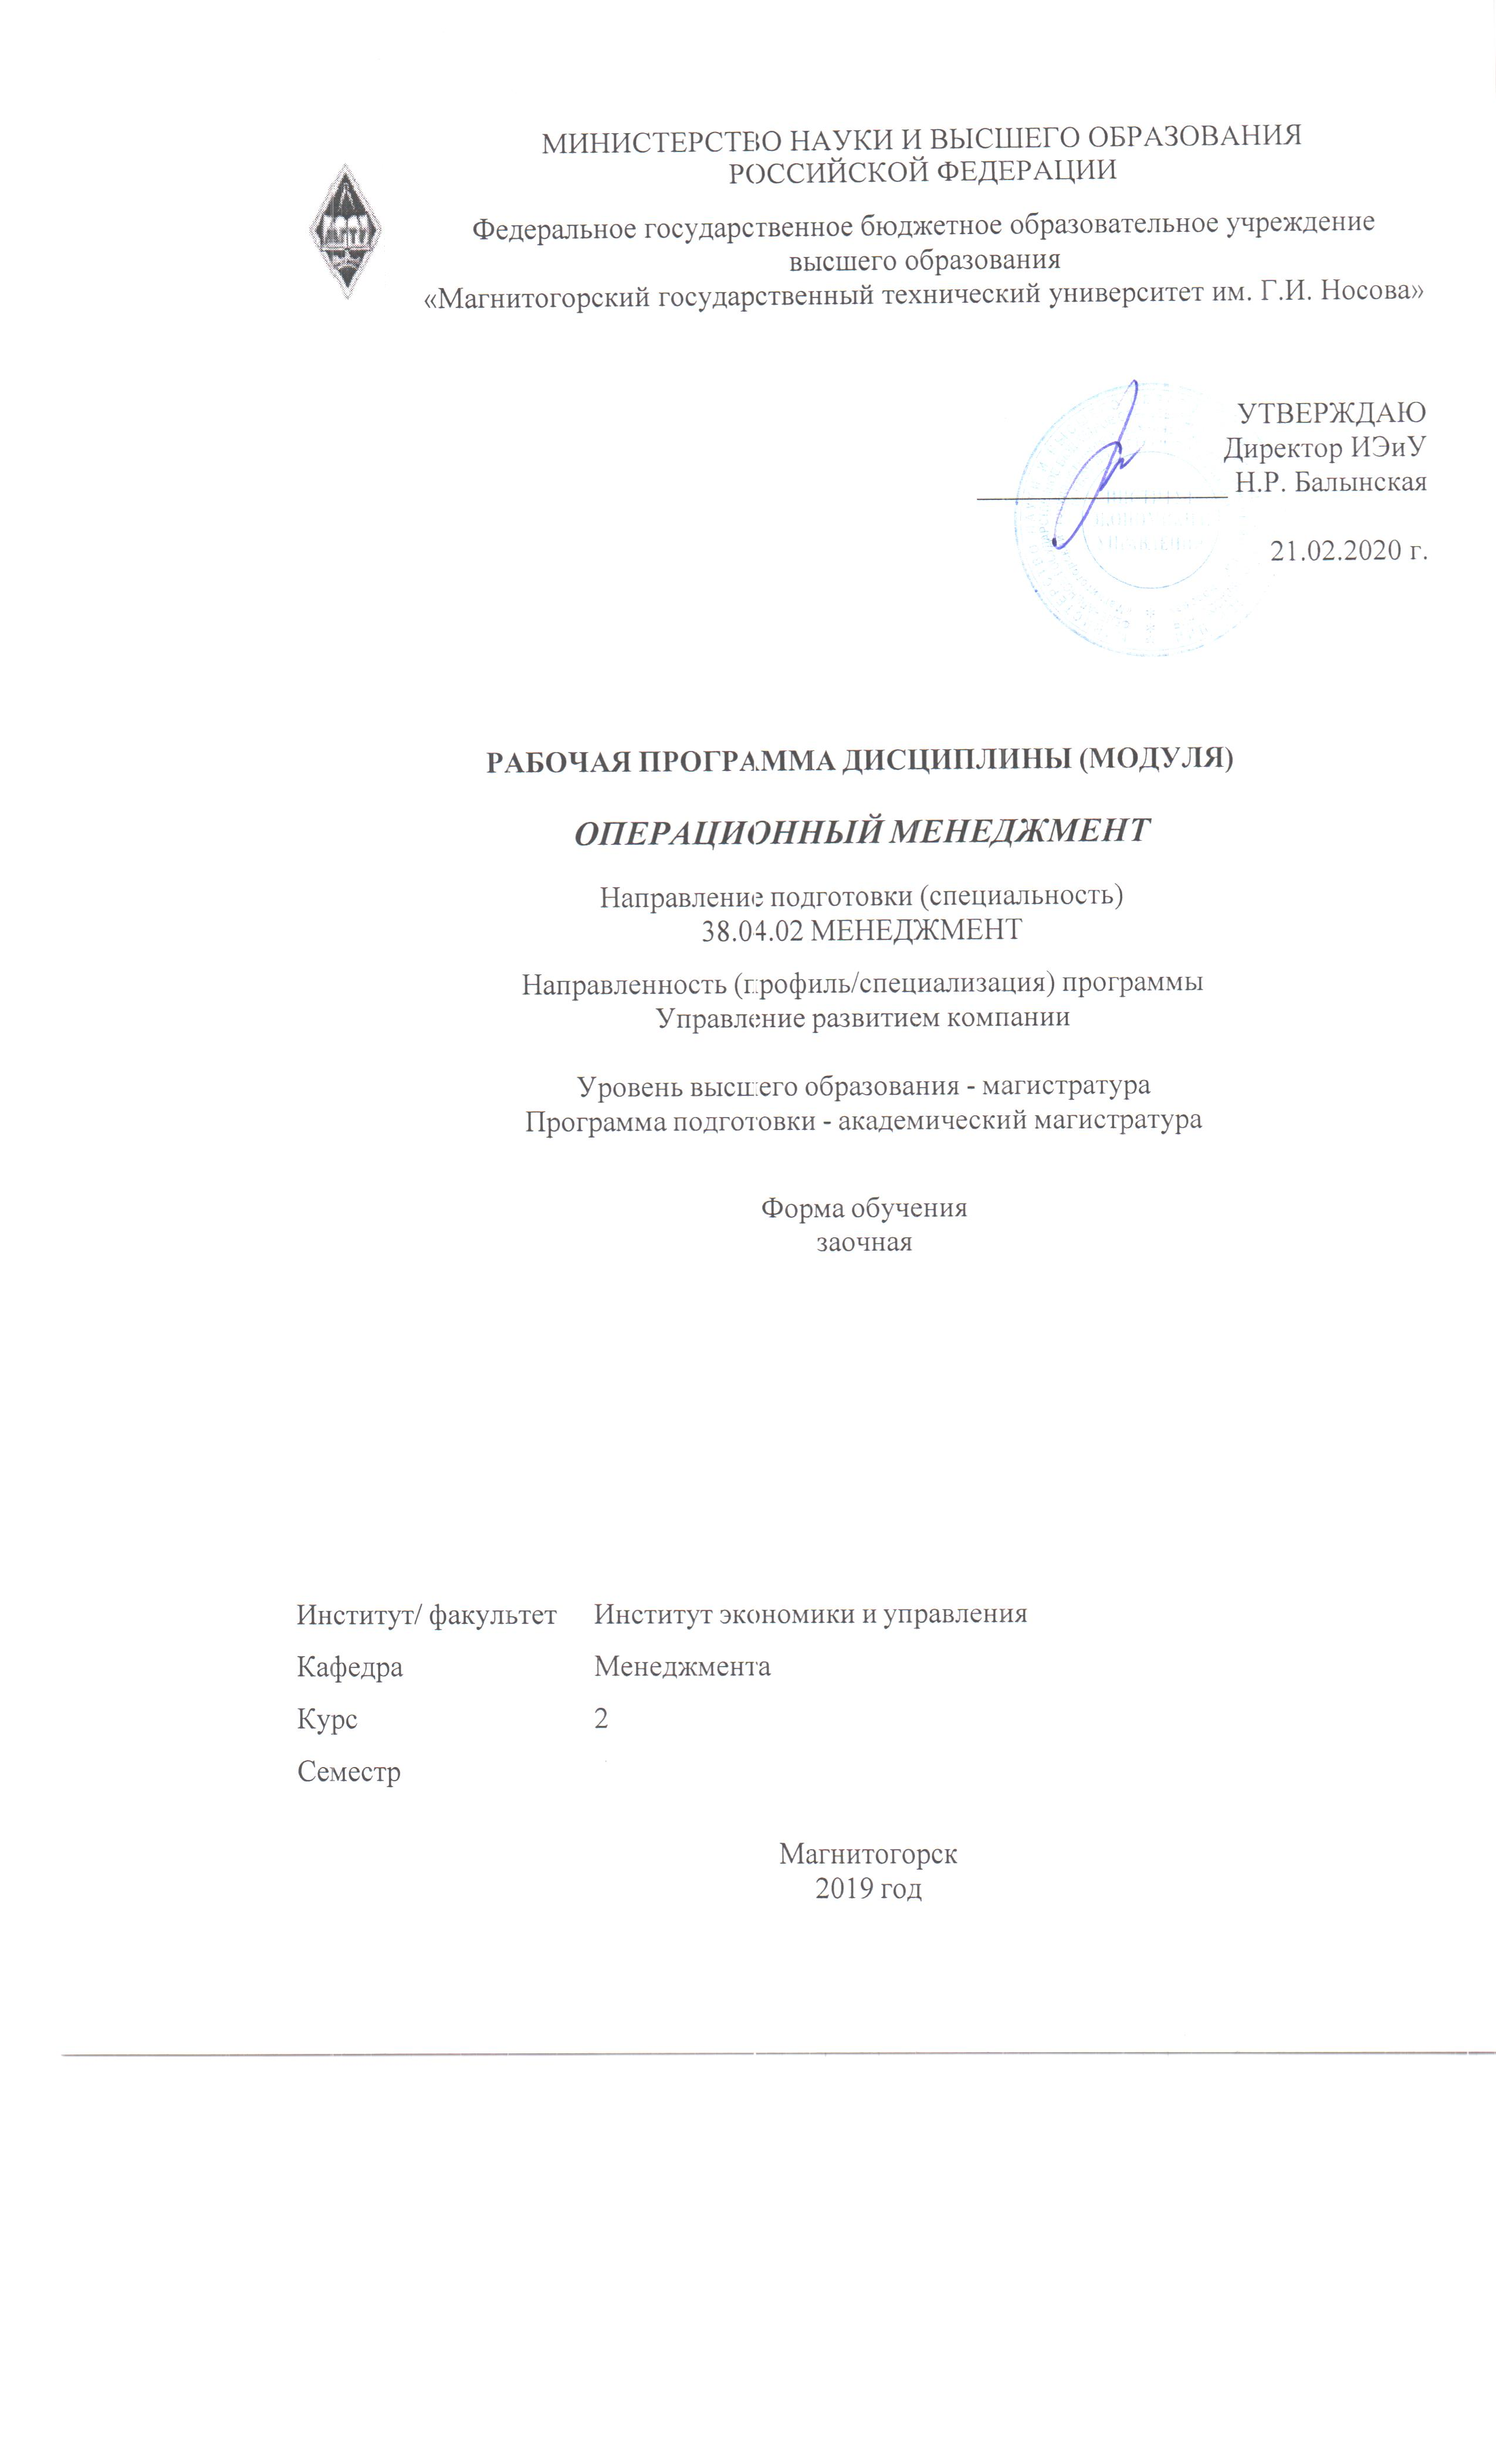 МИНИСТЕРСТВО НАУКИ И ВЫСШЕГО ОБРАЗОВАНИЯ
РОССИЙСКОЙ ФЕДЕРАЦИИ
Федеральное государственное бюджетное образовательное учреждение
высшего образования
«Магнитогорский государственный технический университет им. Г.И. Носова»
УТВЕРЖДАЮ
Директор ИЭиУ
Н.Р. Балынская
21.02.2020 г.
РАБОЧАЯ ПРОГРАММА ДИСЦИПЛИНЫ (МОДУЛЯ)
ОПЕРАЦИОННЫЙ МЕНЕДЖМЕНТ
Направление подготовки (специальность)
38.04.02 МЕНЕДЖМЕНТ
Направленность (профиль/специализация) программы
Управление развитием компании
Уровень высшего образования - магистратура
Программа подготовки - академический магистратура
Форма обучения
заочная
Институт/ факультет Институт экономики и управления
Кафедра Менеджмента
Курс 2
Семестр
Магнитогорск
2019 год